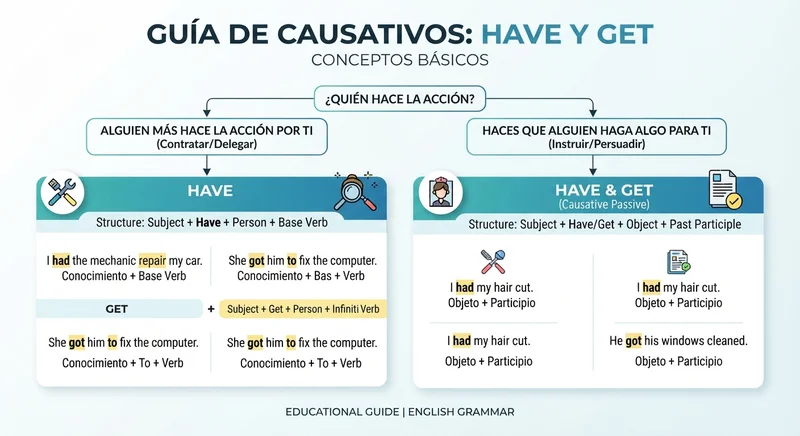 GUÍA DE CAUSATIVOS: HAVE Y GET
CONCEPTOS BÁSICOS
¿QUIÉN HACE LA ACCIÓN?
ALGUIEN MÁS HACE LA ACCIÓN POR TI
(Contratar/Delegar)
HAVE
Structure: Subject + Have + Person + Base Verb
I had the mechanic repair my car.
Conocimiento + Base Verb
She got him to fix the computer.
Conocimiento + Bas + Verb
GET
+
Subject + Get + Person + Infiniti Verb
She got him to fix the computer.
Conocimiento + To + Verb
She got him to fix the computer.
Conocimiento + To + Verb
HACES QUE ALGUIEN HAGA ALGO PARA TI
(Instruir/Persuadir)
HAVE & GET
(Causative Passive)
Structure: Subject + Have/Get + Object + Past Participle
I had my hair cut.
Objeto + Participio
I had my hair cut.
Objeto + Participio
I had my hair cut.
Objeto + Participio
He got his windows cleaned.
Objeto + Participio
EDUCATIONAL GUIDE | ENGLISH GRAMMAR